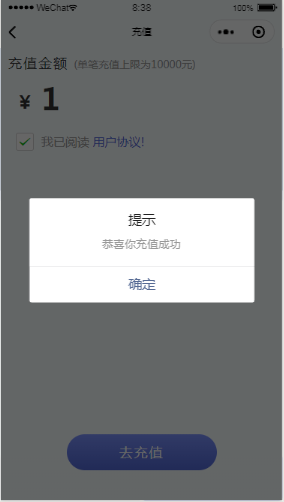 WeChat 8:38 100%
充值
充值金额 (单笔充值上限为10000元)
¥ 1
我已阅读 用户协议!
提示
恭喜你充值成功
确定
去充值